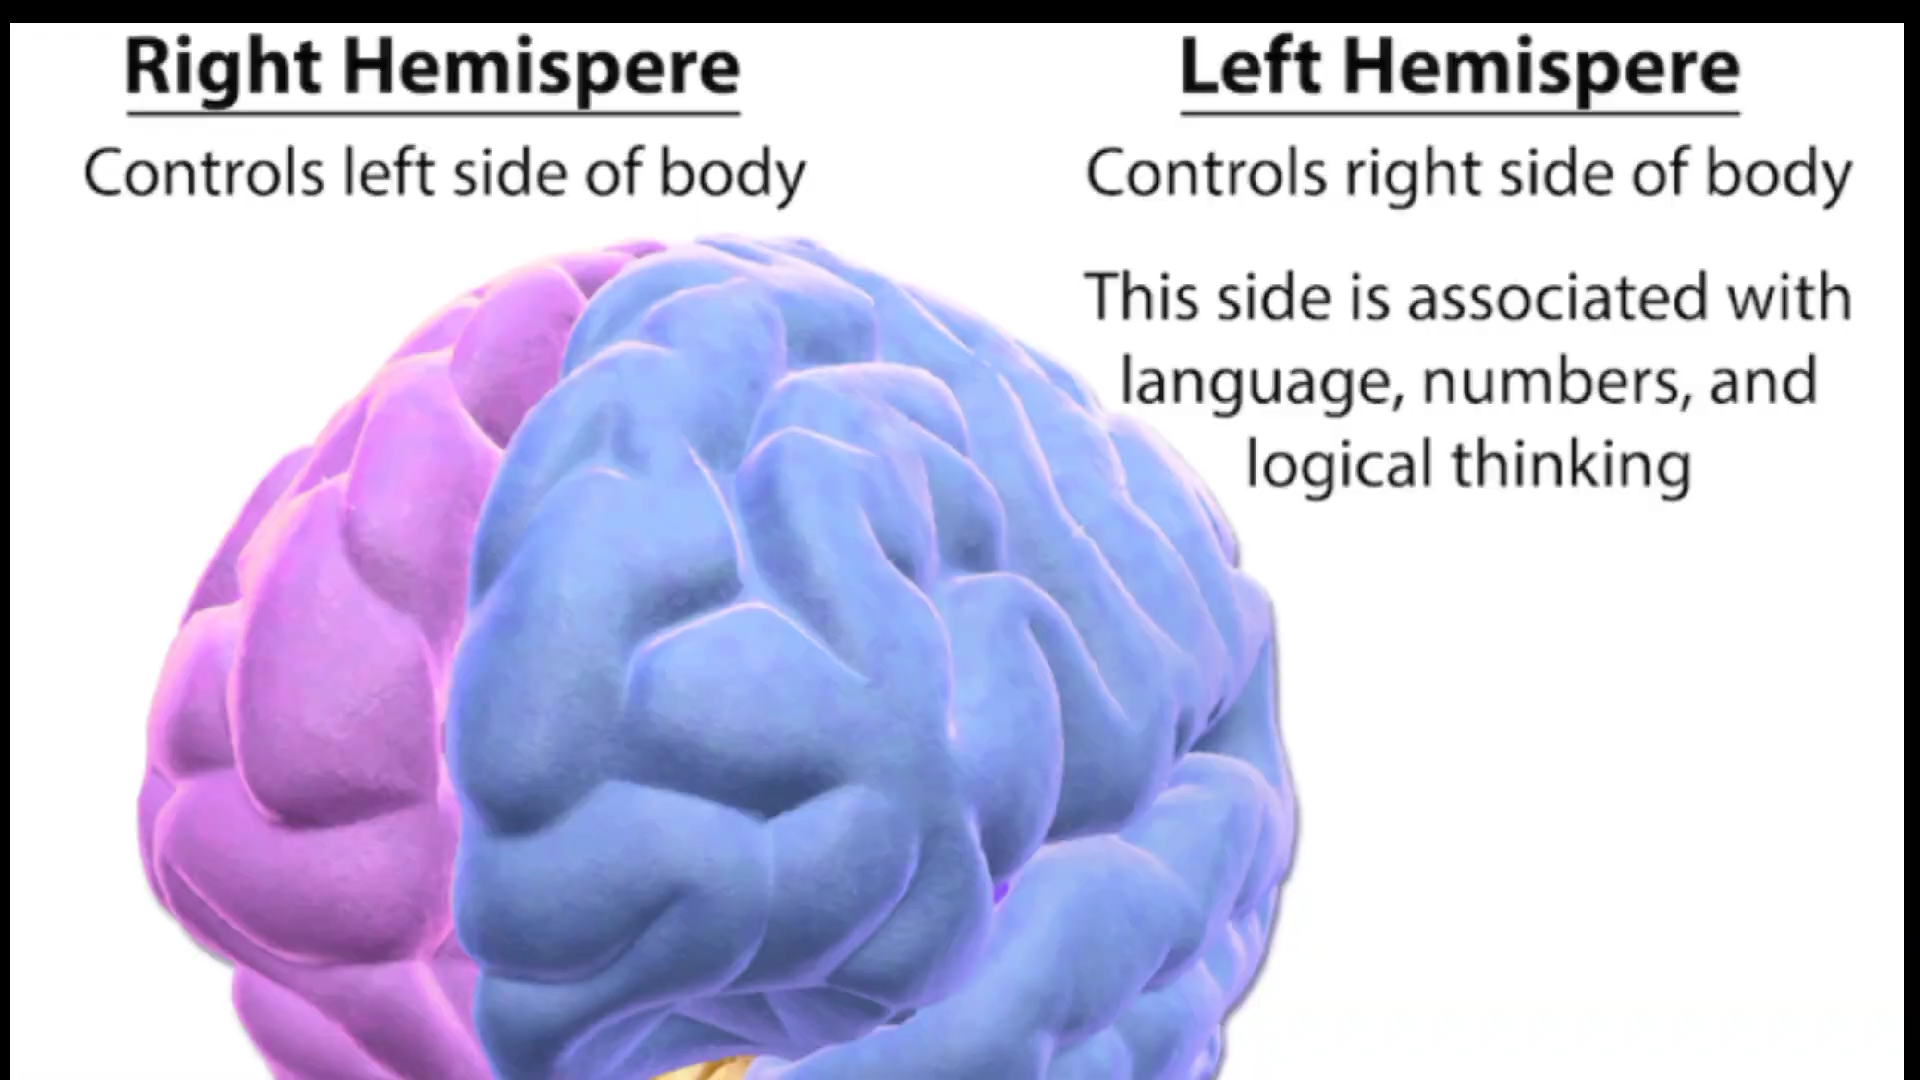 Right Hemispere
Controls left side of body
Left Hemispere
Controls right side of body
This side is associated with
language, numbers, and
logical thinking